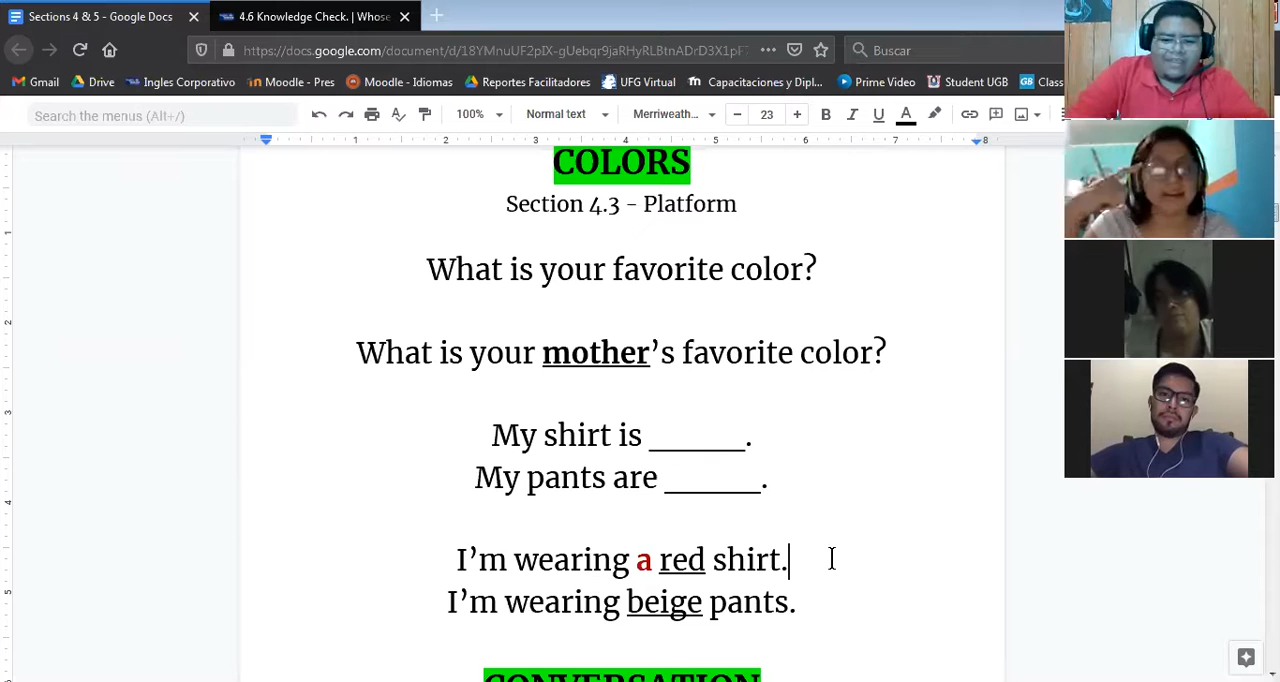 Sections 4 & 5 - Google Docs
4.6 Knowledge Check. | Whose
https://docs.google.com/document/d/18YMnuUF2pIX-gUebqr9jaRHyRLBtnADrD3X1pF
Buscar
Gmail
Drive
Ingles Corporativo
Moodle - Pres
Moodle - Idiomas
Reportes Facilitadores
UFG Virtual
Capacitaciones y Dipl...
Prime Video
Student UGB
Class
Search the menus (Alt+/)
100%
Normal text
Merriweath...
23
COLORS
Section 4.3 - Platform
What is your favorite color?
What is your mother's favorite color?
My shirt is ______.
My pants are ______.
I'm wearing a red shirt.
I'm wearing beige pants.
CONVERSATION